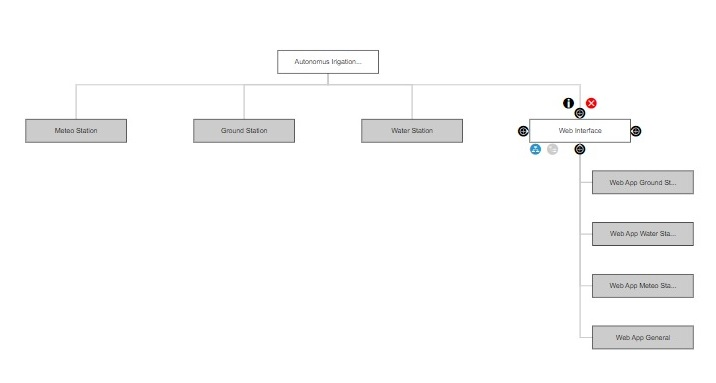 Autonomus Irigation...
Meteo Station
Ground Station
Water Station
Web Interface
Web App Ground St...
Web App Water Sta...
Web App Meteo Sta...
Web App General